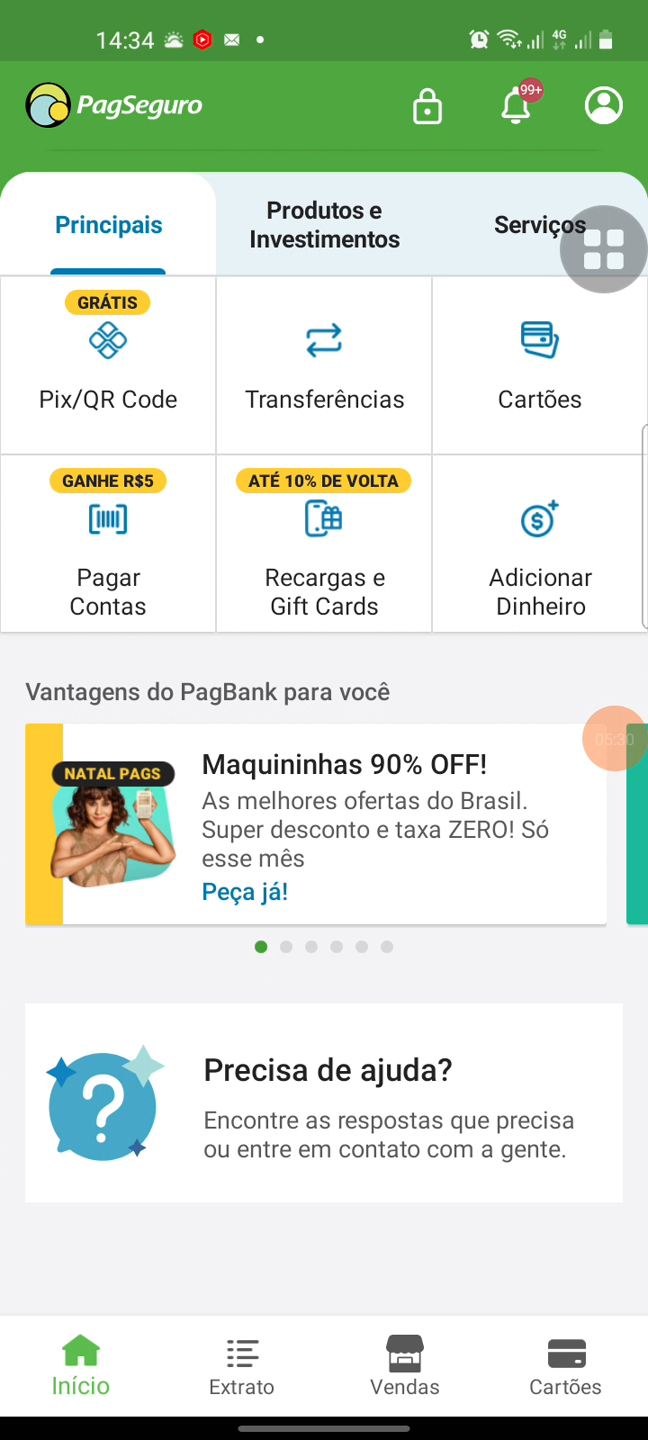 14:34
4G
PagSeguro
99+
Principais
Produtos e
Investimentos
Serviços
GRÁTIS
Pix/QR Code
Transferências
Cartões
GANHE R$5
Pagar
Contas
ATÉ 10% DE VOLTA
Recargas e
Gift Cards
Adicionar
Dinheiro
Vantagens do PagBank para você
05:30
NATAL PAGS
Maquininhas 90% OFF!
As melhores ofertas do Brasil.
Super desconto e taxa ZERO! Só
esse mês
Peça já!
Precisa de ajuda?
Encontre as respostas que precisa
ou entre em contato com a gente.
Início
Extrato
Vendas
Cartões